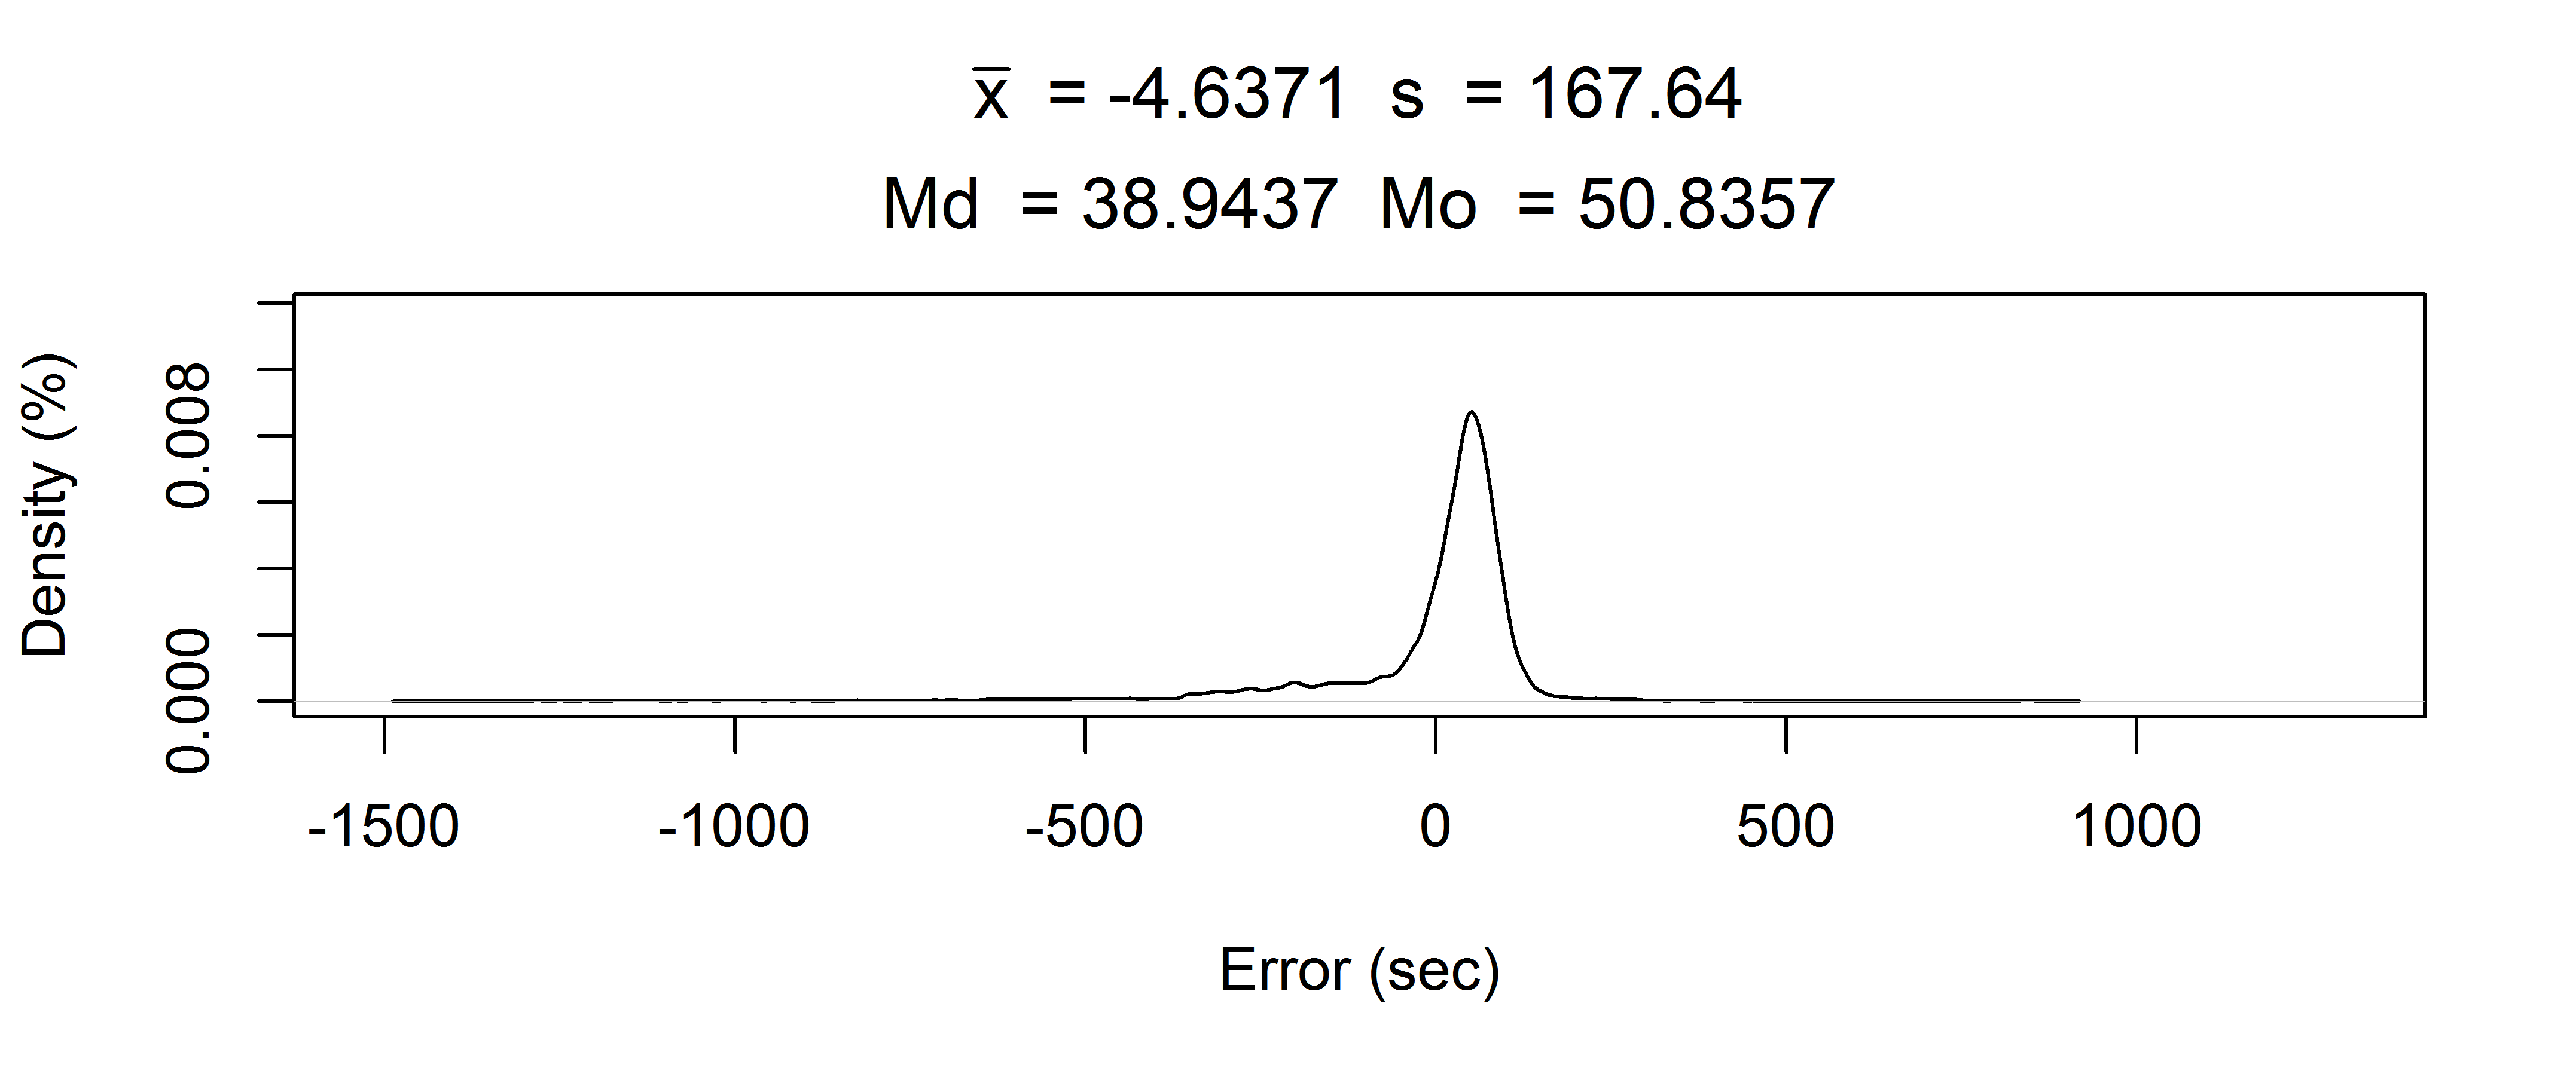 x̅ = -4.6371 s = 167.64
Md = 38.9437 Mo = 50.8357
Density (%)
0.008
0.000
-1500 -1000 -500 0 500 1000
Error (sec)